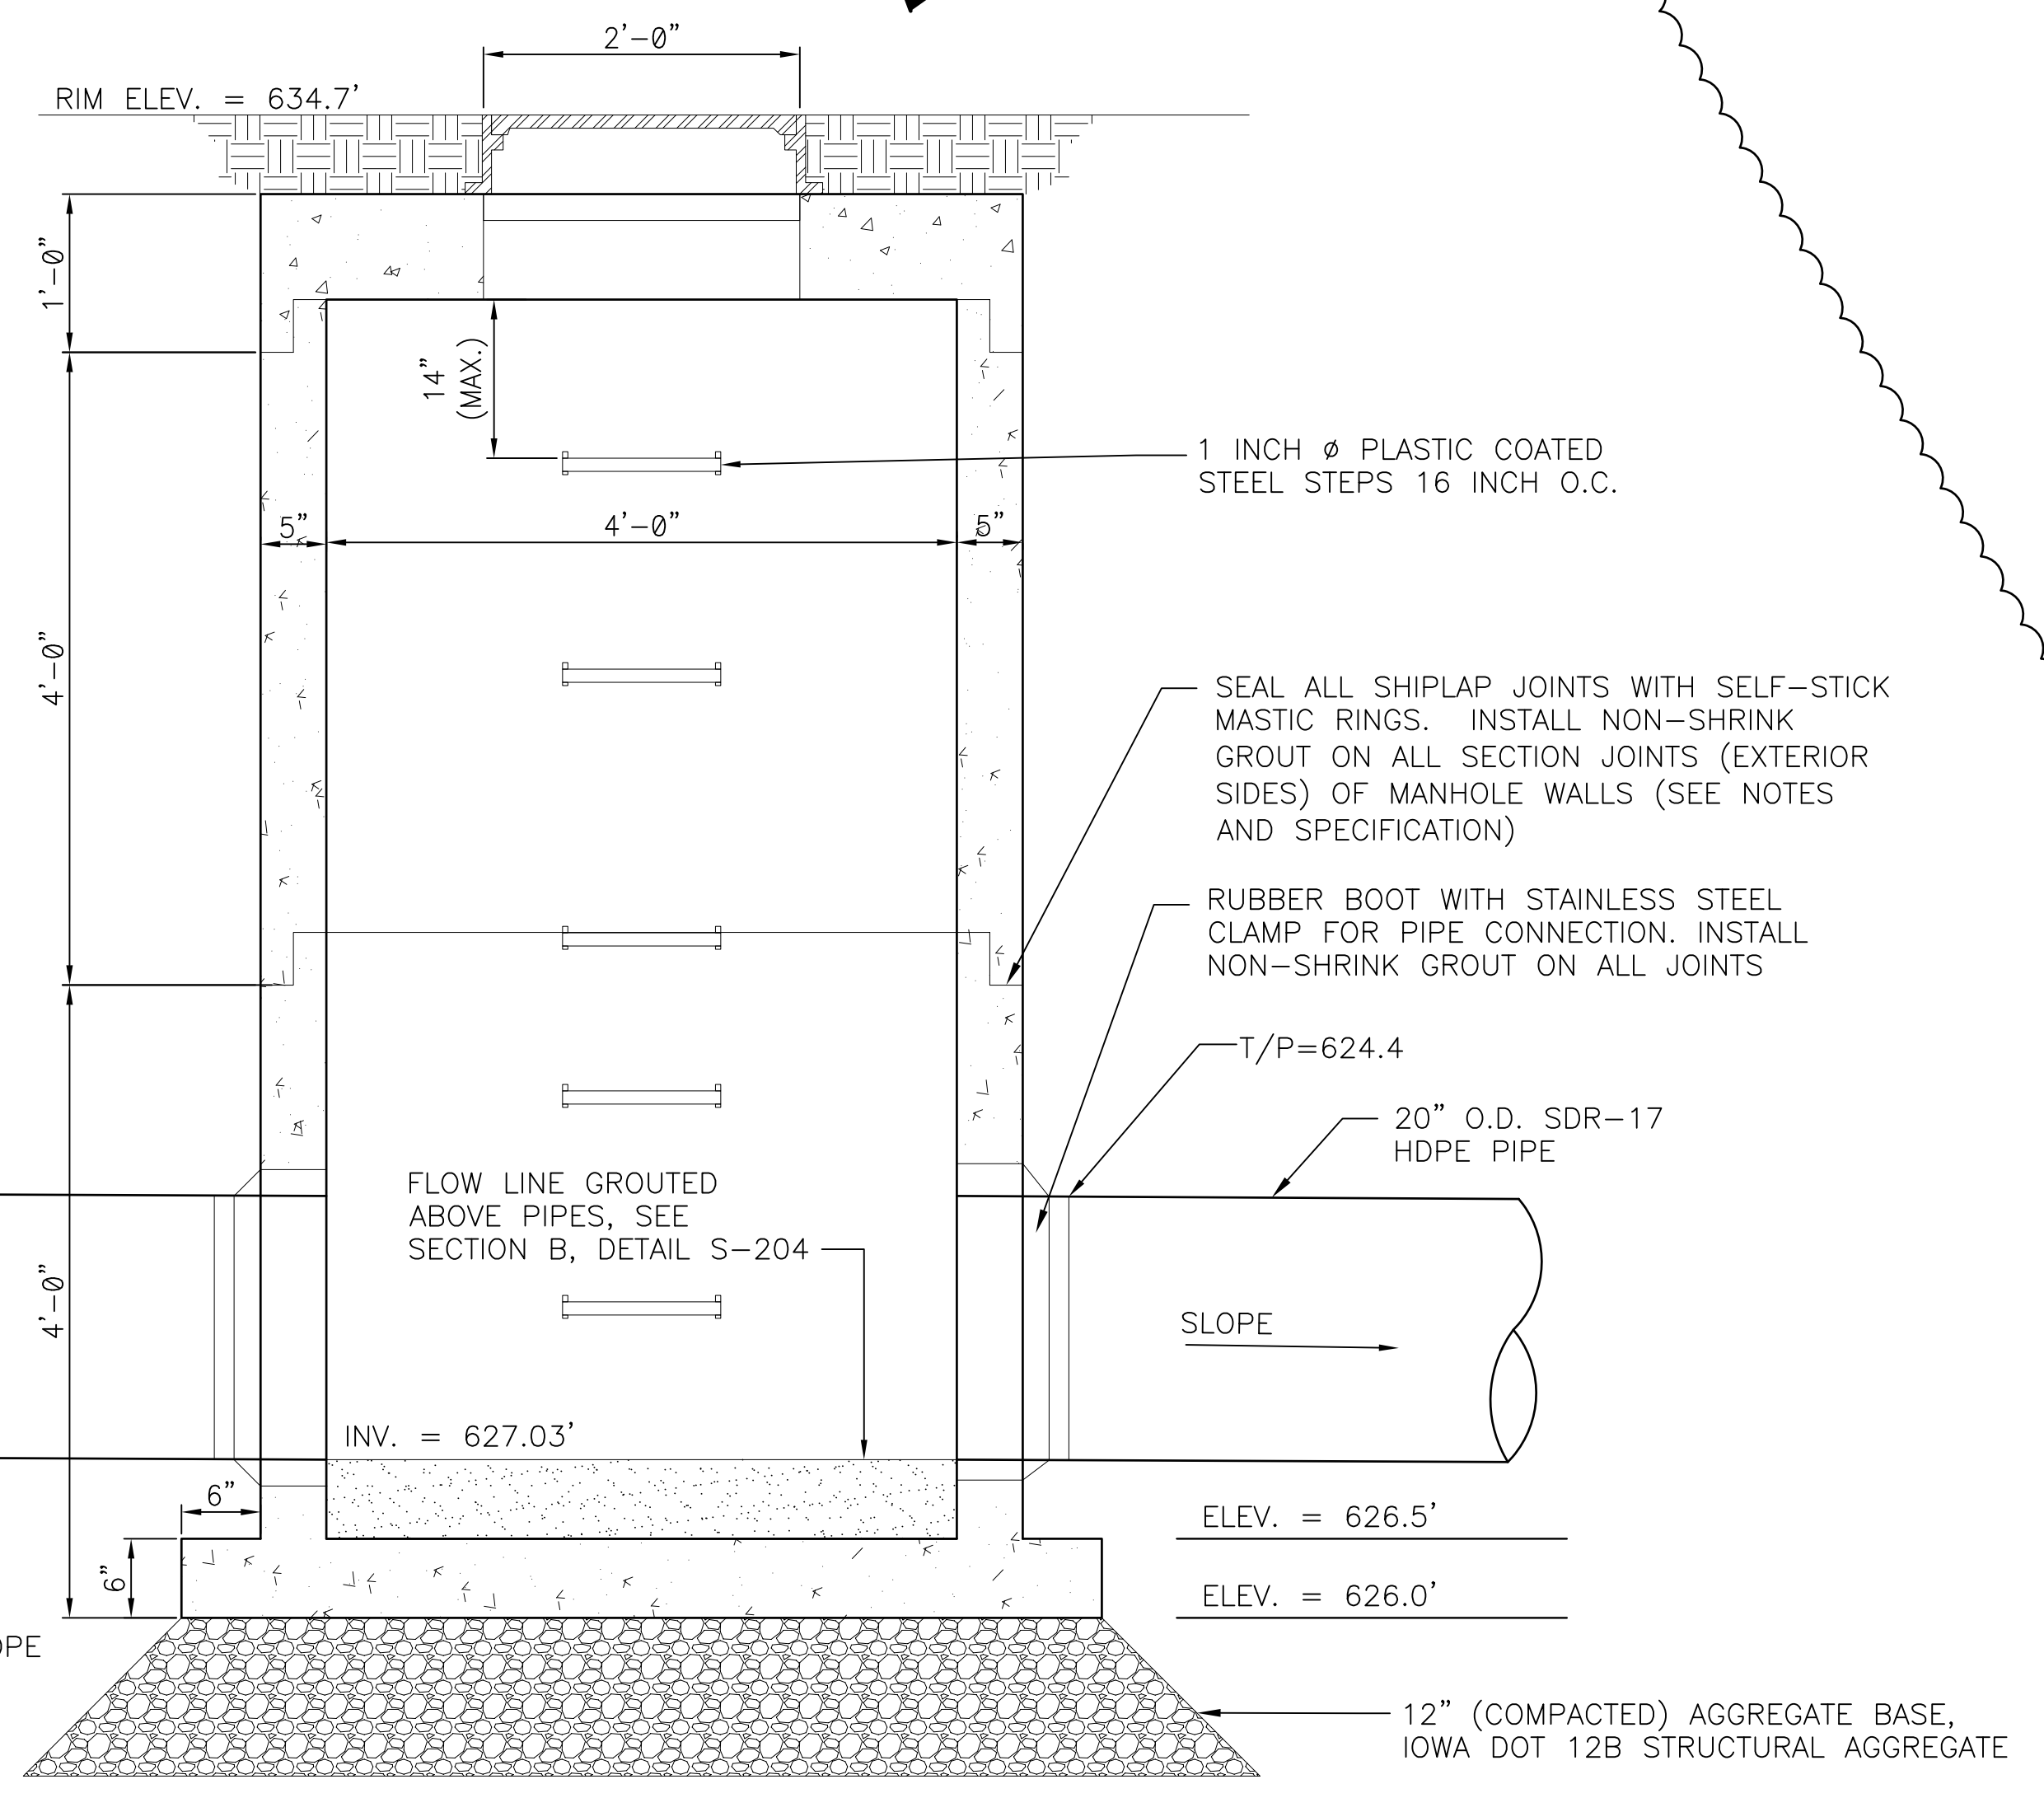 2'-0"
RIM ELEV. = 634.7'
1'-0"
14"
(MAX.)
1 INCH ø PLASTIC COATED
STEEL STEPS 16 INCH O.C.
5"
4'-0"
5"
4'-0"
SEAL ALL SHIPLAP JOINTS WITH SELF-STICK
MASTIC RINGS. INSTALL NON-SHRINK
GROUT ON ALL SECTION JOINTS (EXTERIOR
SIDES) OF MANHOLE WALLS (SEE NOTES
AND SPECIFICATION)
RUBBER BOOT WITH STAINLESS STEEL
CLAMP FOR PIPE CONNECTION. INSTALL
NON-SHRINK GROUT ON ALL JOINTS
T/P=624.4
20" O.D. SDR-17
HDPE PIPE
FLOW LINE GROUTED
ABOVE PIPES, SEE
SECTION B, DETAIL S-204
4'-0"
SLOPE
INV. = 627.03'
6"
ELEV. = 626.5'
6"
ELEV. = 626.0'
OPE
12" (COMPACTED) AGGREGATE BASE,
IOWA DOT 12B STRUCTURAL AGGREGATE